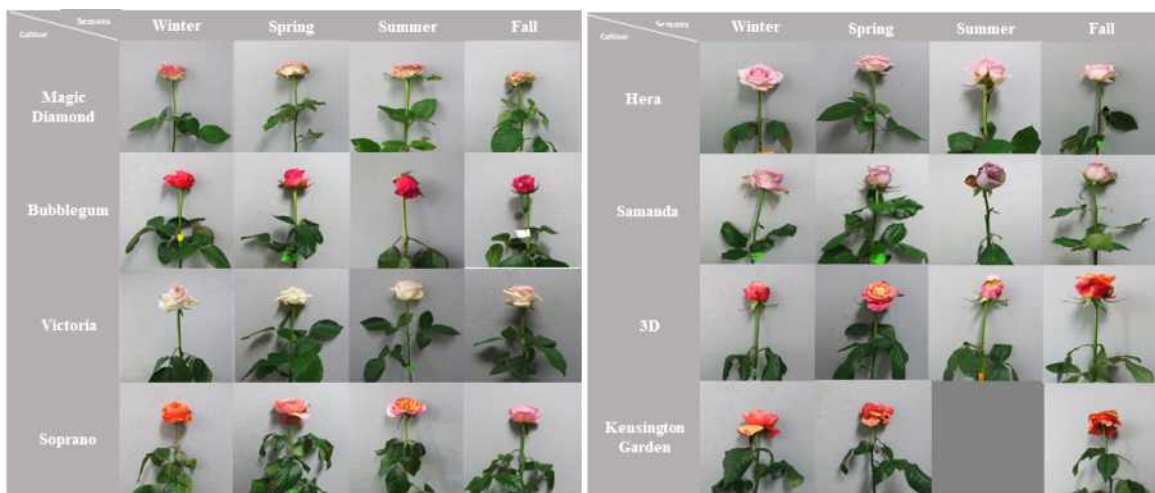 Seasons
Winter Spring Summer Fall
Cultivar
Magic
Diamond
Bubblegum
Victoria
Soprano
Winter Spring Summer Fall
Cultivar
Hera
Samanda
3D
Kensington
Garden